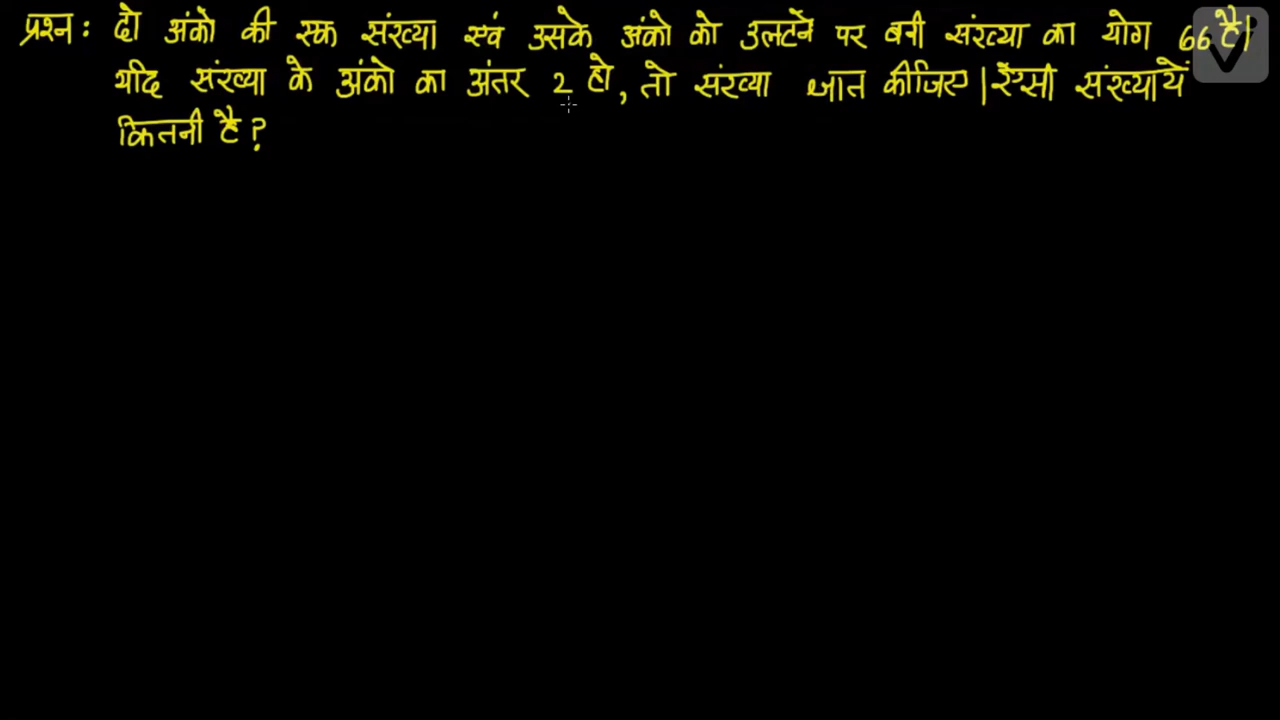 प्रश्न: दो अंको की एक संख्या एवं उसके अंको को उलटने पर बनी संख्या का योग 66 है।
यदि संख्या के अंको का अंतर 2 हो, तो संख्या ज्ञात कीजिए | ऐसी संख्यायें
कितनी है ?